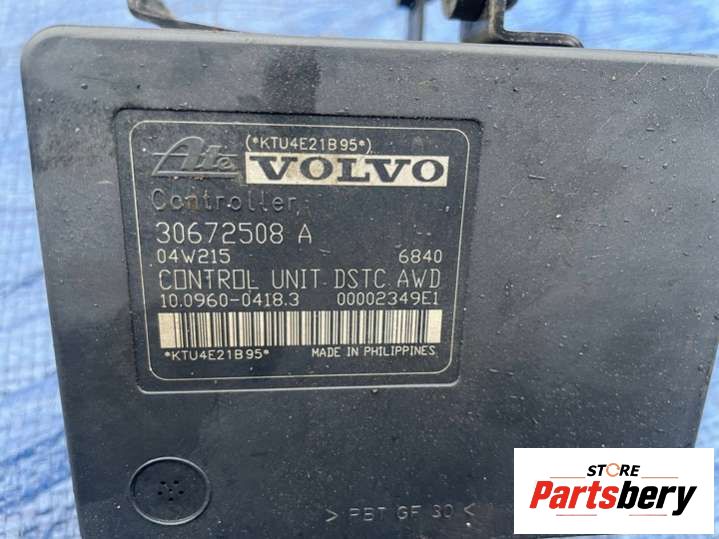 (*KTU4E21B95*)
Ate VOLVO
Controller
30672508 A
04W215 6840
CONTROL UNIT DSTC AWD
10.0960-0418.3 00002349E1
*KTU4E21B95* MADE IN PHILIPPINES
> PBT GF 30 <
STORE
Partsbery